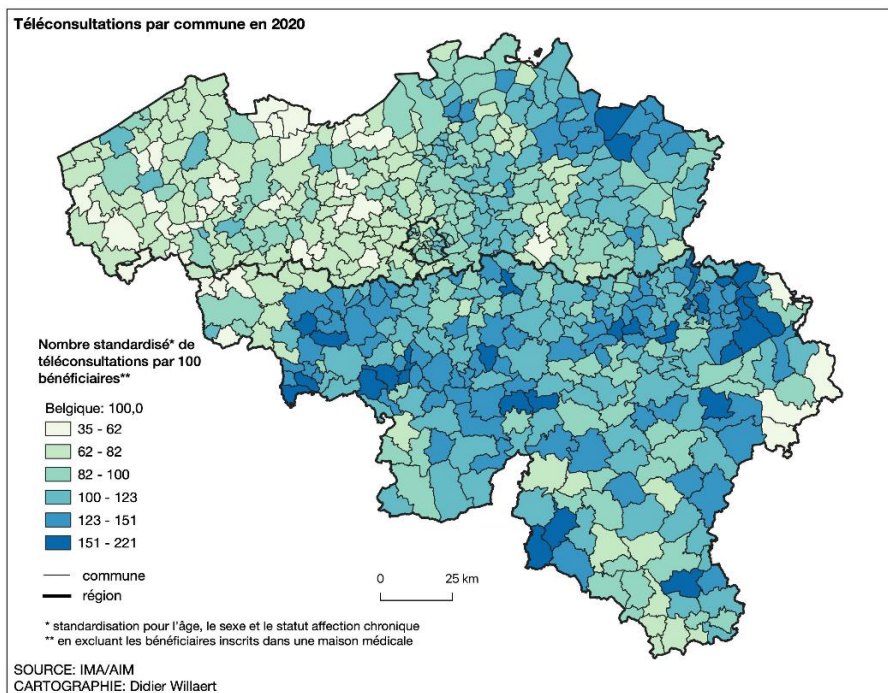 Téléconsultations par commune en 2020
Nombre standardisé* de
téléconsultations par 100
bénéficiaires**
Belgique: 100,0
35 - 62
62 - 82
82 - 100
100 - 123
123 - 151
151 - 221
commune
région
0 25 km
* standardisation pour l'âge, le sexe et le statut affection chronique
** en excluant les bénéficiaires inscrits dans une maison médicale
SOURCE: IMA/AIM
CARTOGRAPHIE: Didier Willaert